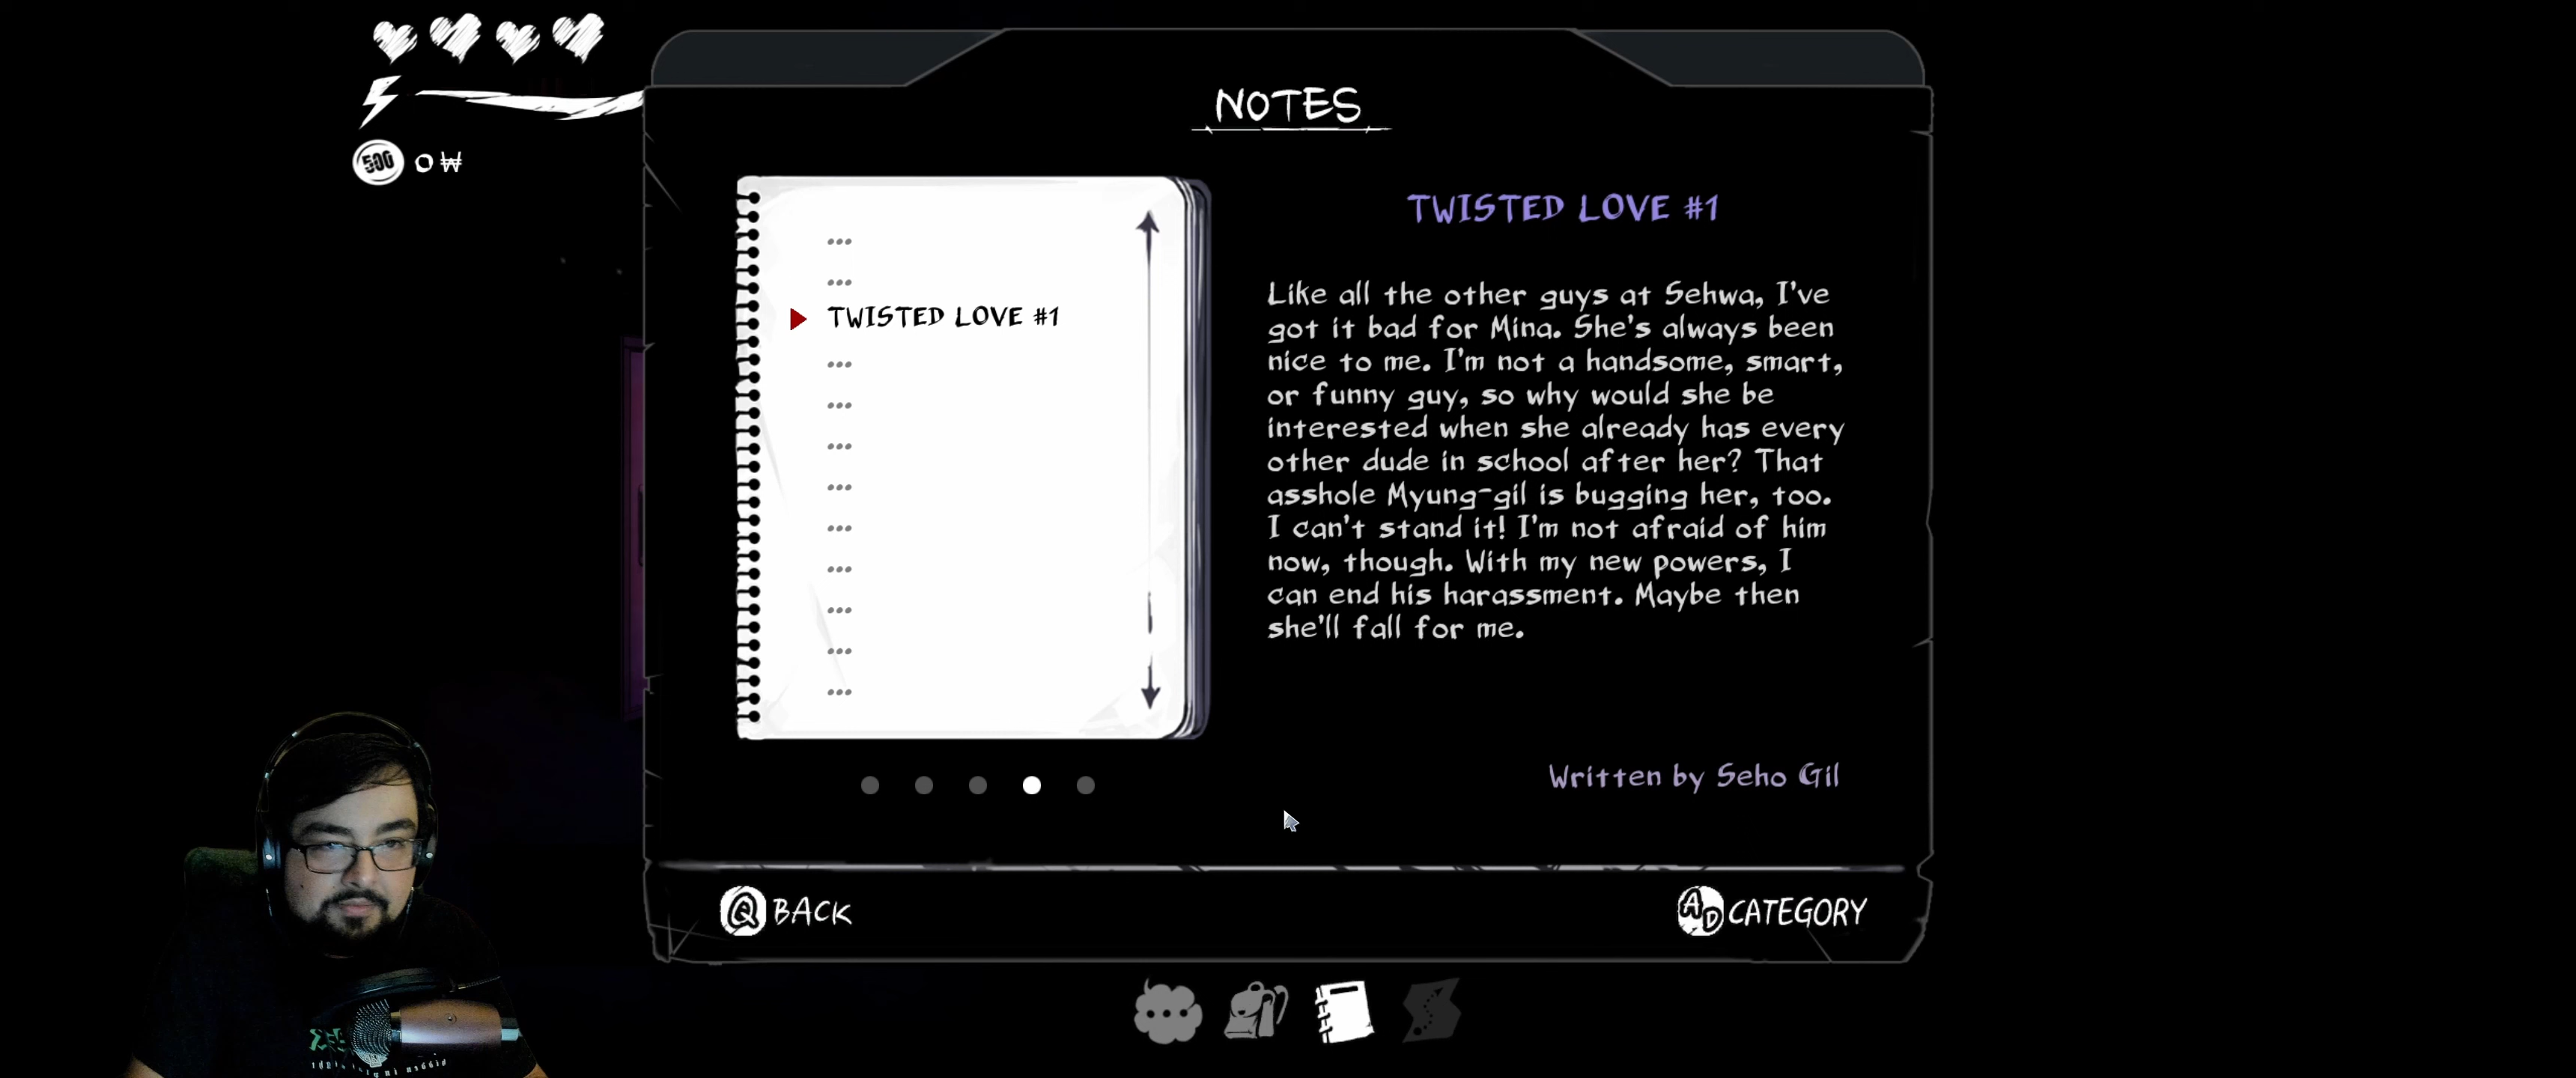 500 0₩
NOTES
...
...
TWISTED LOVE #1
...
...
...
...
...
...
...
...
...
TWISTED LOVE #1
Like all the other guys at Sehwa, I've
got it bad for Mina. She's always been
nice to me. I'm not a handsome, smart,
or funny guy, so why would she be
interested when she already has every
other dude in school after her? That
asshole Myung-gil is bugging her, too.
I can't stand it! I'm not afraid of him
now, though. With my new powers, I
can end his harassment. Maybe then
she'll fall for me.
Written by Seho Gil
Q BACK
A D CATEGORY